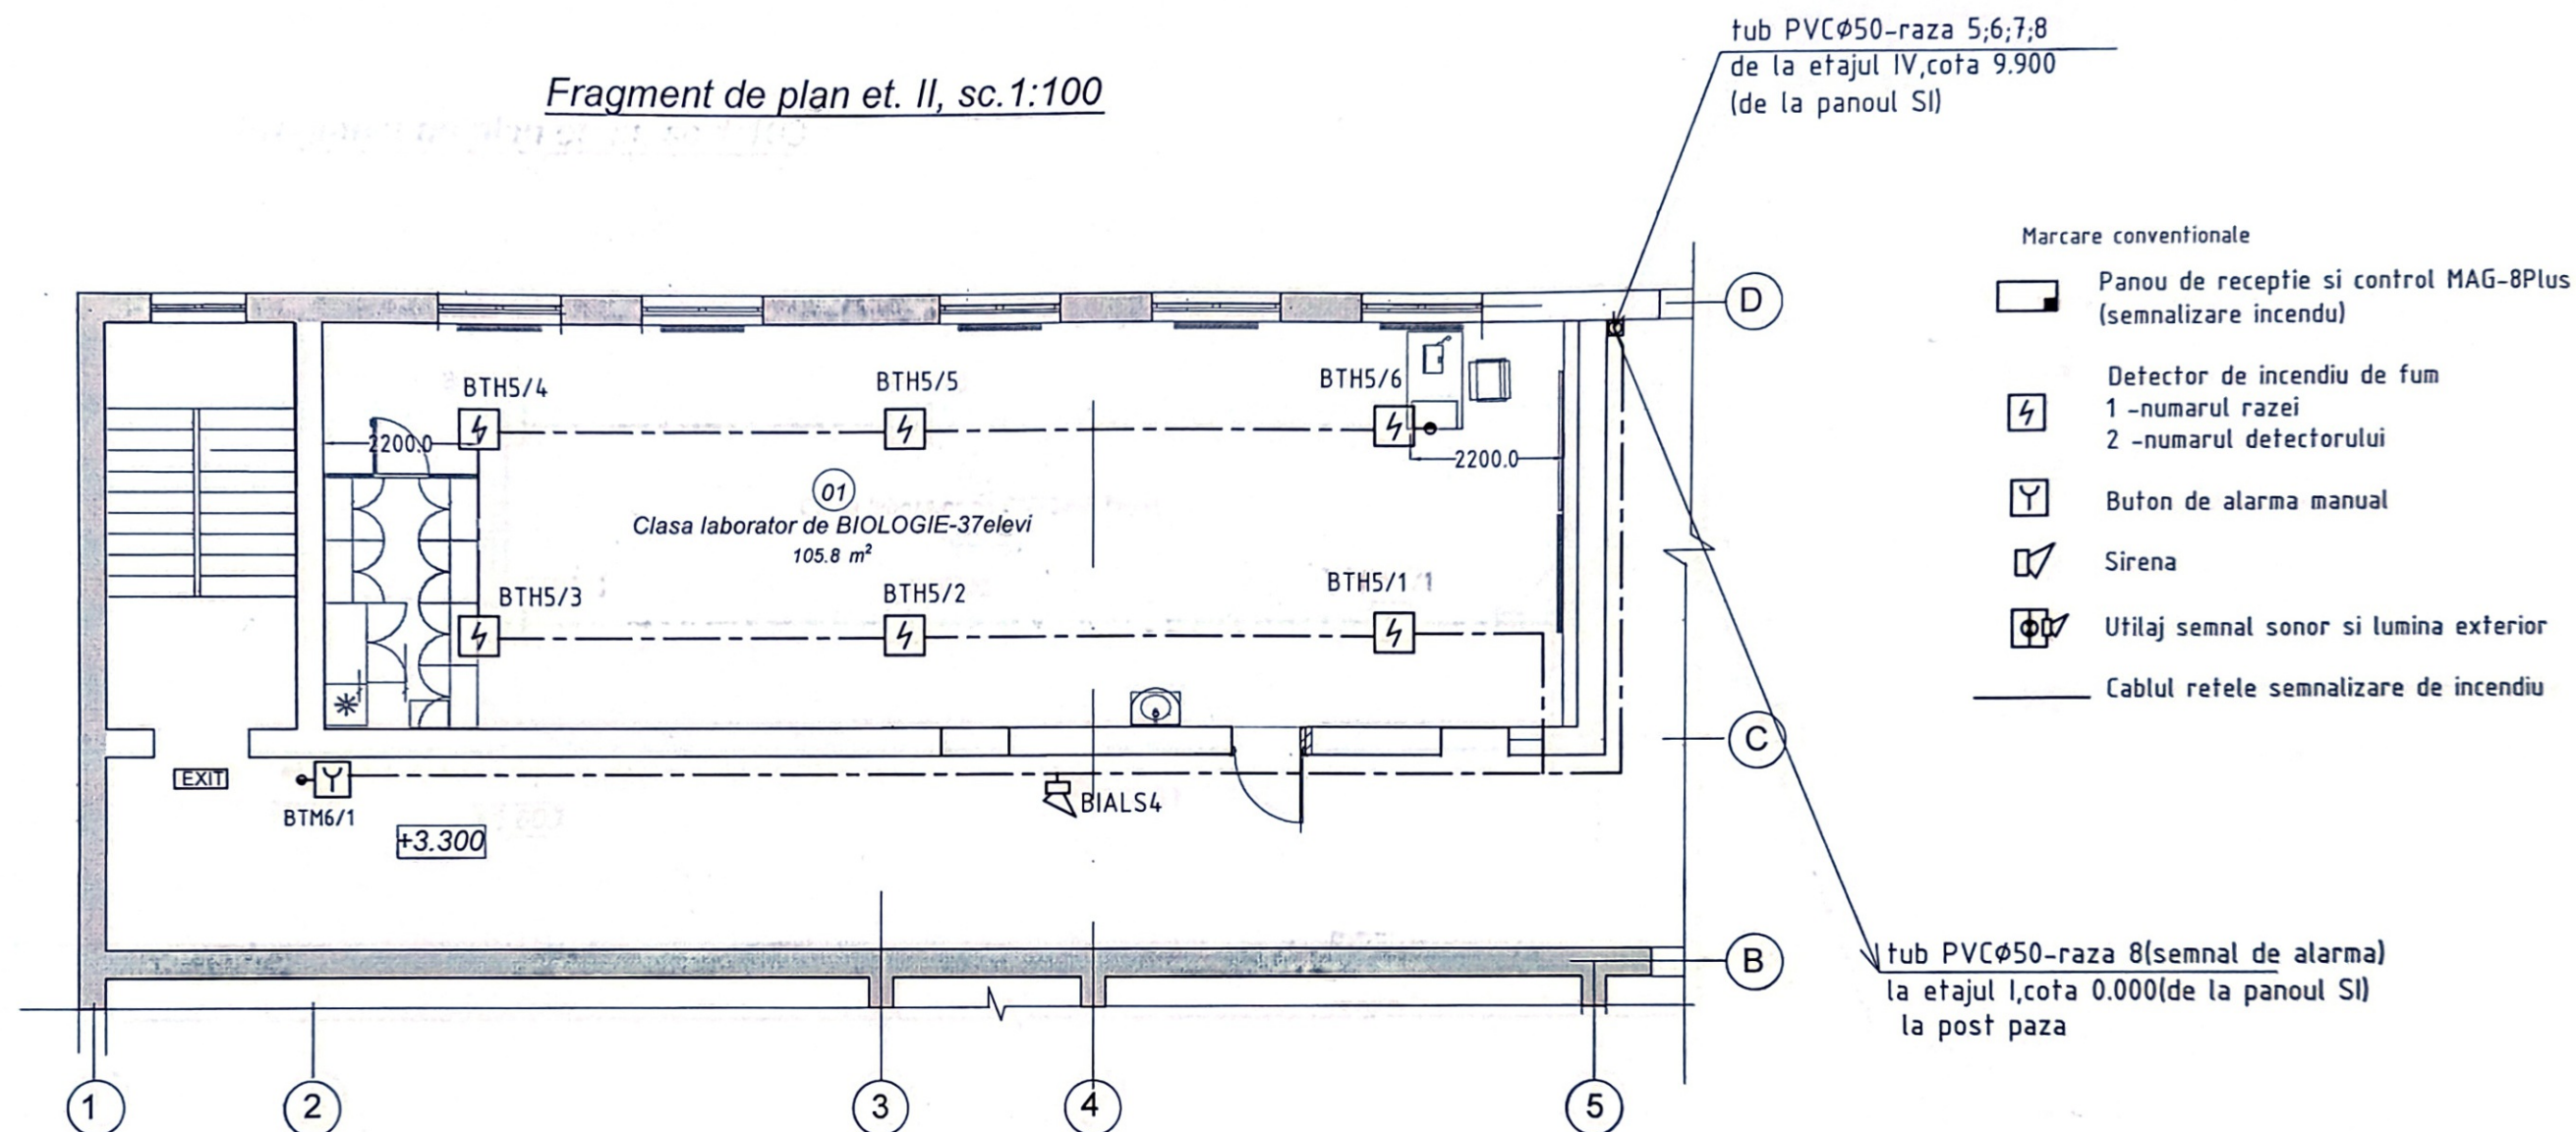 tub PVCϕ50-raza 5;6;7;8
de la etajul IV,cota 9.900
(de la panoul SI)
Fragment de plan et. II, sc.1:100
Marcare conventionale
Panou de receptie si control MAG-8Plus
(semnalizare incendu)
Detector de incendiu de fum
1 -numarul razei
2 -numarul detectorului
Buton de alarma manual
Sirena
Utilaj semnal sonor si lumina exterior
Cablul retele semnalizare de incendiu
D
BTH5/4
BTH5/5
BTH5/6
2200.0
2200.0
01
Clasa laborator de BIOLOGIE-37elevi
105.8 m²
BTH5/3
BTH5/2
BTH5/1
C
EXIT
BTM6/1
BIALS4
+3.300
B
tub PVCϕ50-raza 8(semnal de alarma)
la etajul I,cota 0.000(de la panoul SI)
la post paza
1
2
3
4
5